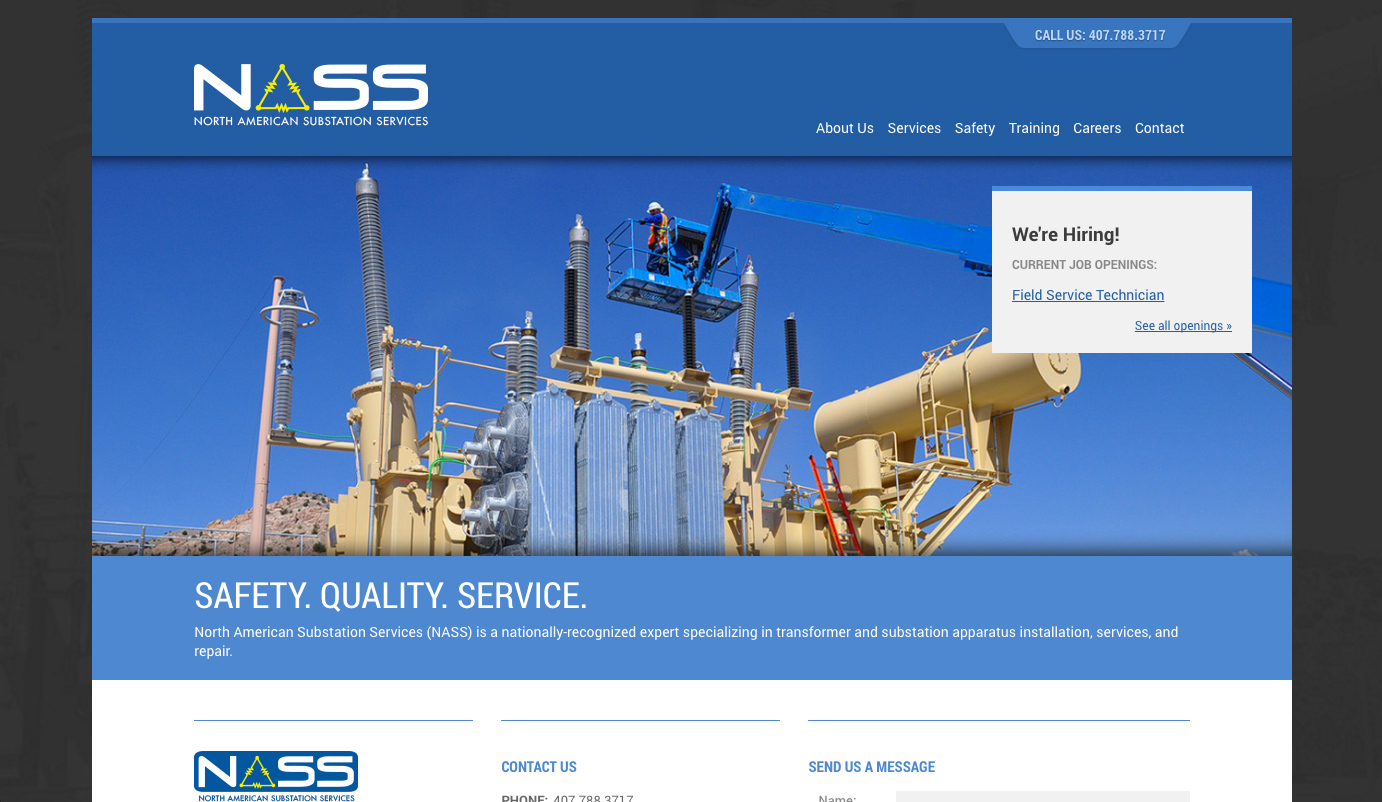 CALL US: 407.788.3717
NASS
NORTH AMERICAN SUBSTATION SERVICES
About Us Services Safety Training Careers Contact
We're Hiring!
CURRENT JOB OPENINGS:
Field Service Technician
See all openings »
SAFETY. QUALITY. SERVICE.
North American Substation Services (NASS) is a nationally-recognized expert specializing in transformer and substation apparatus installation, services, and
repair.
NASS
NORTH AMERICAN SUBSTATION SERVICES
CONTACT US
PHONE: 407.788.3717
SEND US A MESSAGE
Name: